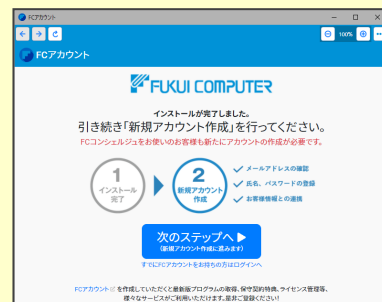 FCアカウント
100%
FCアカウント
FUKUI COMPUTER
インストールが完了しました。
引き続き「新規アカウント作成」を行ってください。
FCコンシェルジュをお使いのお客様も新たにアカウントの作成が必要です。
1
インストール
完了
2
新規アカウント
作成
メールアドレスの確認
氏名、パスワードの登録
お客様情報との連携
次のステップへ ▶
(新規アカウント作成に進みます)
すでにFCアカウントをお持ちの方はログインへ
FCアカウントを作成していただくと最新版プログラムの取得、保守契約特典、ライセンス管理等、
様々なサービスがご利用いただけます。是非ご登録ください!